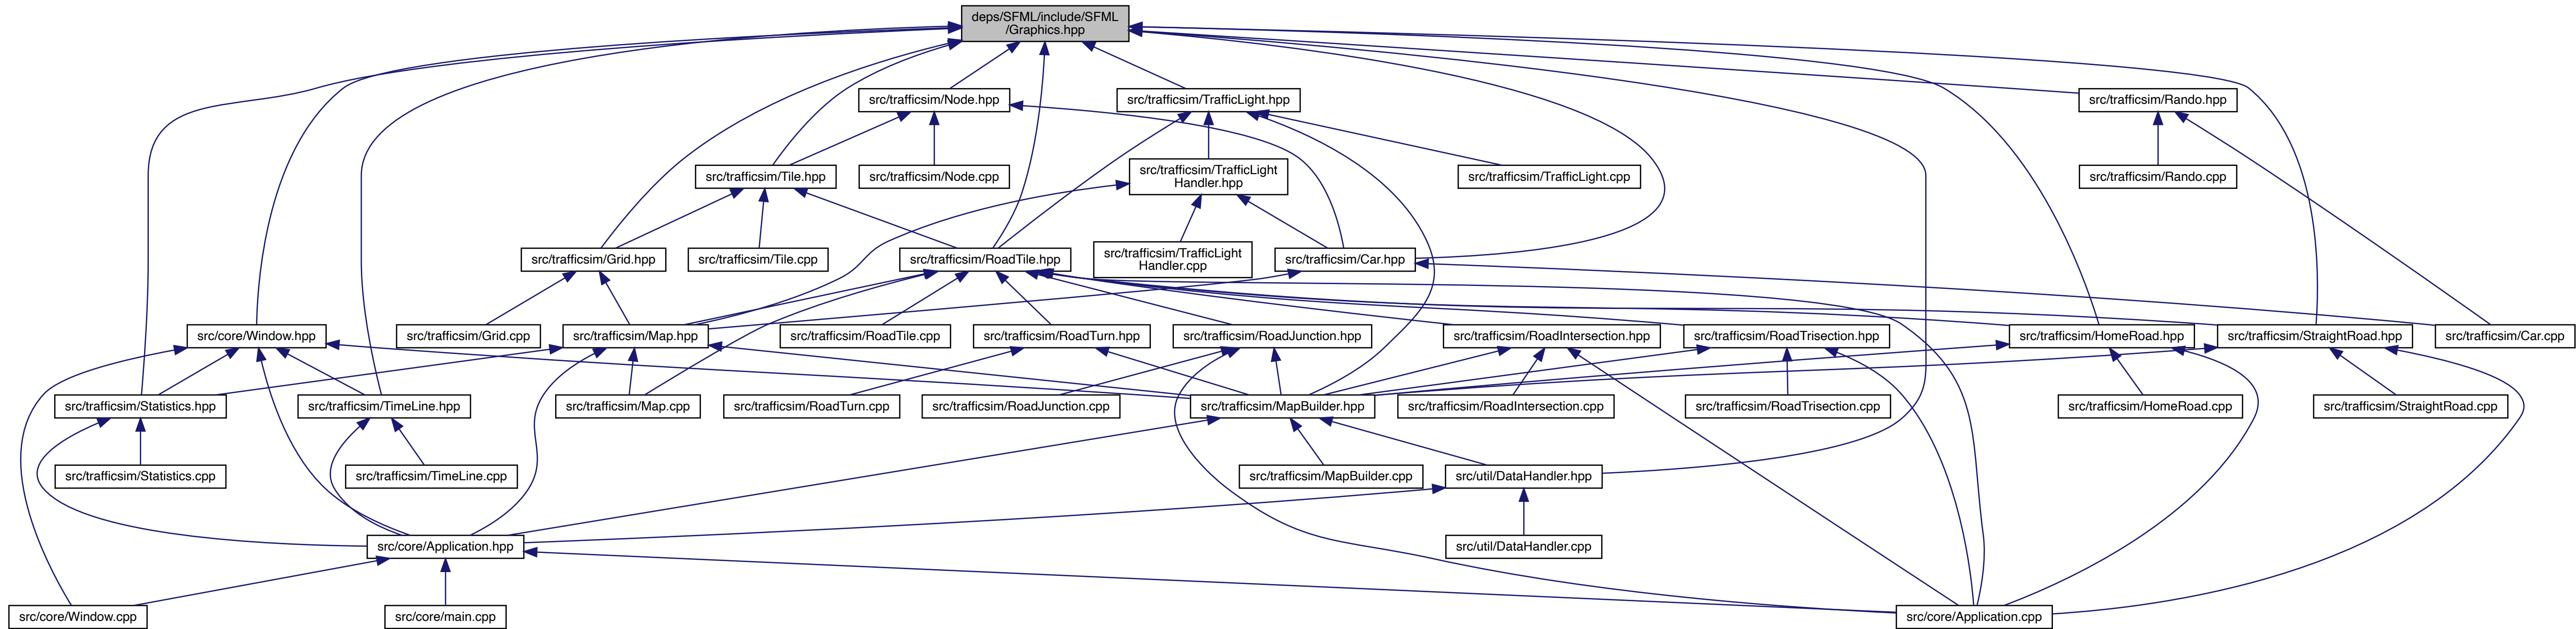 deps/SFML/include/SFML
/Graphics.hpp
src/trafficsim/Node.hpp
src/trafficsim/TrafficLight.hpp
src/trafficsim/Rando.hpp
src/trafficsim/Tile.hpp
src/trafficsim/Node.cpp
src/trafficsim/TrafficLight
Handler.hpp
src/trafficsim/TrafficLight.cpp
src/trafficsim/Rando.cpp
src/trafficsim/Grid.hpp
src/trafficsim/Tile.cpp
src/trafficsim/RoadTile.hpp
src/trafficsim/TrafficLight
Handler.cpp
src/trafficsim/Car.hpp
src/core/Window.hpp
src/trafficsim/Grid.cpp
src/trafficsim/Map.hpp
src/trafficsim/RoadTile.cpp
src/trafficsim/RoadTurn.hpp
src/trafficsim/RoadJunction.hpp
src/trafficsim/RoadIntersection.hpp
src/trafficsim/RoadTrisection.hpp
src/trafficsim/HomeRoad.hpp
src/trafficsim/StraightRoad.hpp
src/trafficsim/Car.cpp
src/trafficsim/Statistics.hpp
src/trafficsim/TimeLine.hpp
src/trafficsim/Map.cpp
src/trafficsim/RoadTurn.cpp
src/trafficsim/RoadJunction.cpp
src/trafficsim/MapBuilder.hpp
src/trafficsim/RoadIntersection.cpp
src/trafficsim/RoadTrisection.cpp
src/trafficsim/HomeRoad.cpp
src/trafficsim/StraightRoad.cpp
src/trafficsim/Statistics.cpp
src/trafficsim/TimeLine.cpp
src/trafficsim/MapBuilder.cpp
src/util/DataHandler.hpp
src/core/Application.hpp
src/util/DataHandler.cpp
src/core/Window.cpp
src/core/main.cpp
src/core/Application.cpp